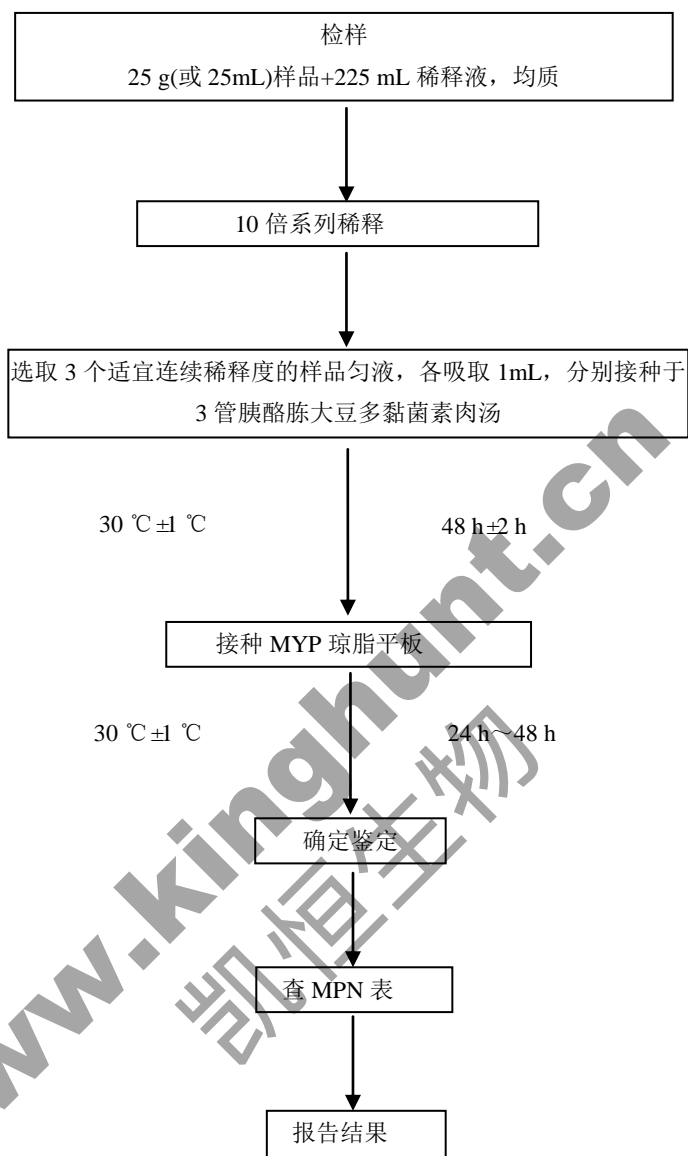 检样
25 g(或 25mL)样品+225 mL 稀释液，均质
10 倍系列稀释
选取 3 个适宜连续稀释度的样品匀液，各吸取 1mL，分别接种于
3 管胰酪胨大豆多黏菌素肉汤
30 ℃±1 ℃
48 h±2 h
接种 MYP 琼脂平板
30 ℃±1 ℃
24 h～48 h
确定鉴定
查 MPN 表
报告结果
ww.kinghunt.cn
凯恒生物